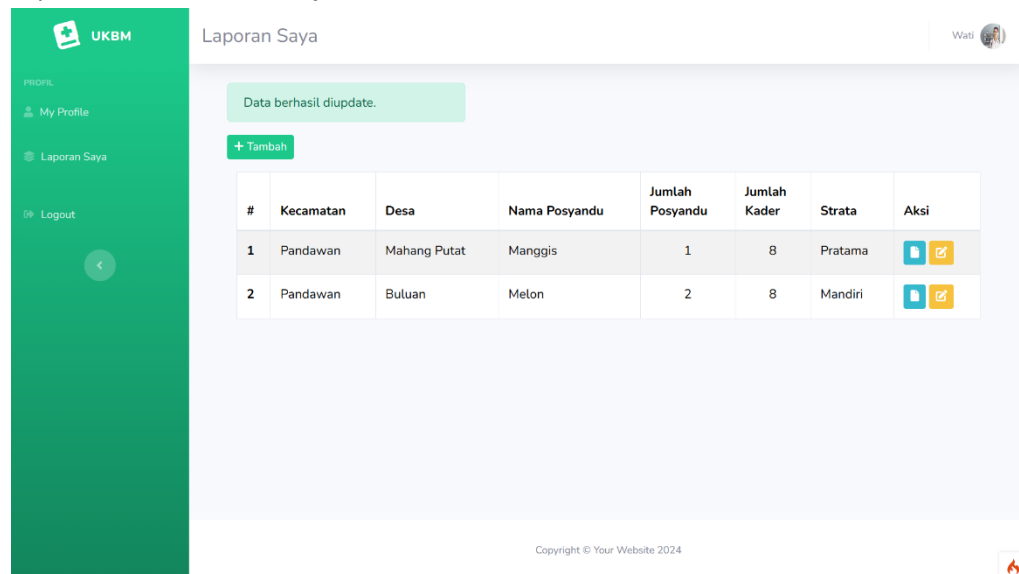 UKBM
Laporan Saya
Wati
PROFIL
My Profile
Laporan Saya
Logout
Data berhasil diupdate.
+ Tambah
# Kecamatan Desa Nama Posyandu Jumlah Posyandu Jumlah Kader Strata Aksi
1 Pandawan Mahang Putat Manggis 1 8 Pratama
2 Pandawan Buluan Melon 2 8 Mandiri
Copyright © Your Website 2024